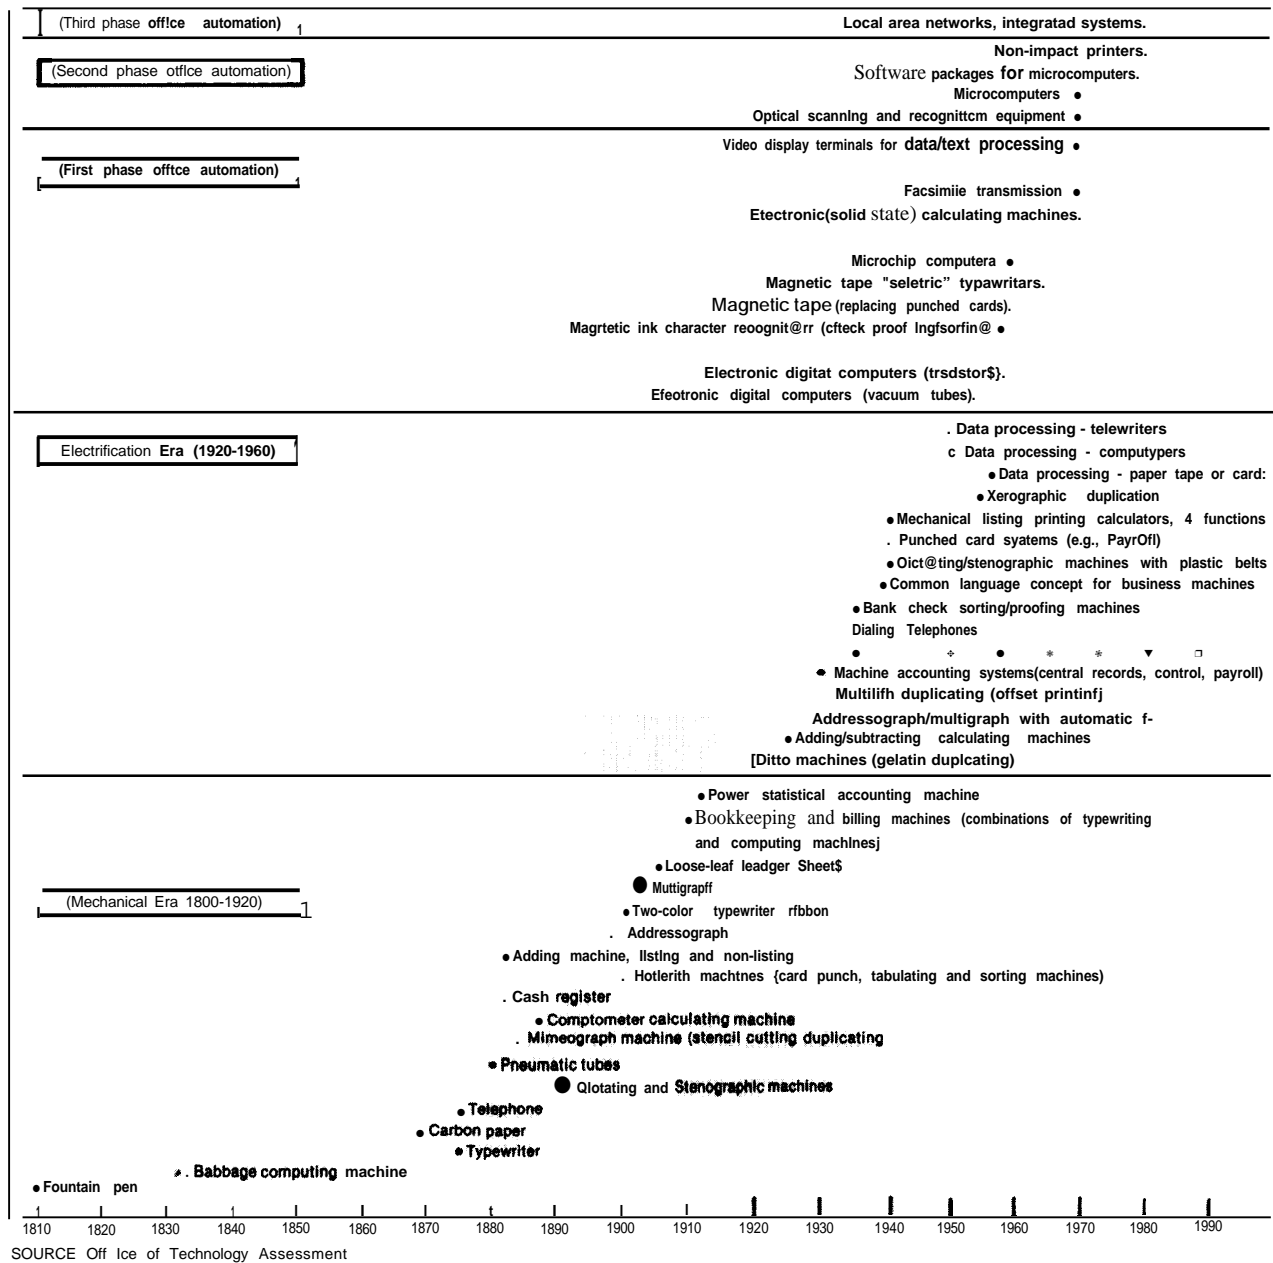 (Third phase off!ce automation) 1
Local area networks, integratad systems.
Non-impact printers.
(Second phase otflce automation)
Software packages for microcomputers.
Microcomputers •
Optical scannlng and recognittcm equipment •
Video display terminals for data/text processing •
(First phase offtce automation)
Facsimiie transmission •
Etectronic(solid state) calculating machines.
Microchip computera •
Magnetic tape "seletric” typawritars.
Magnetic tape (replacing punched cards).
Magrtetic ink character reoognit@rr (cfteck proof lngfsorfin@ •
Electronic digitat computers (trsdstor$}.
Efeotronic digital computers (vacuum tubes).
. Data processing - telewriters
Electrification Era (1920-1960)
c Data processing - computypers
• Data processing - paper tape or card:
• Xerographic duplication
• Mechanical listing printing calculators, 4 functions
. Punched card syatems (e.g., PayrOfl)
• Oict@ting/stenographic machines with plastic belts
• Common language concept for business machines
• Bank check sorting/proofing machines
Dialing Telephones
• Machine accounting systems(central records, control, payroll)
Multilifh duplicating (offset printinfj
Addressograph/multigraph with automatic f-
• Adding/subtracting calculating machines
[Ditto machines (gelatin duplcating)
• Power statistical accounting machine
• Bookkeeping and billing machines (combinations of typewriting
and computing machlnesj
• Loose-leaf leadger Sheet$
• Muttigrapff
(Mechanical Era 1800-1920) 1
• Two-color typewriter rfbbon
. Addressograph
• Adding machine, llstlng and non-listing
. Hotlerith machtnes {card punch, tabulating and sorting machines)
. Cash register
• Comptometer calculating machine
. Mimeograph machine (stencil cutting duplicating
• Pneumatic tubes
• Qlotating and Stenographic machines
• Telephone
• Carbon paper
• Typewriter
. Babbage computing machine
• Fountain pen
1810 1820 1830 1840 1850 1860 1870 1880 1890 1900 1910 1920 1930 1940 1950 1960 1970 1980 1990
SOURCE Off Ice of Technology Assessment